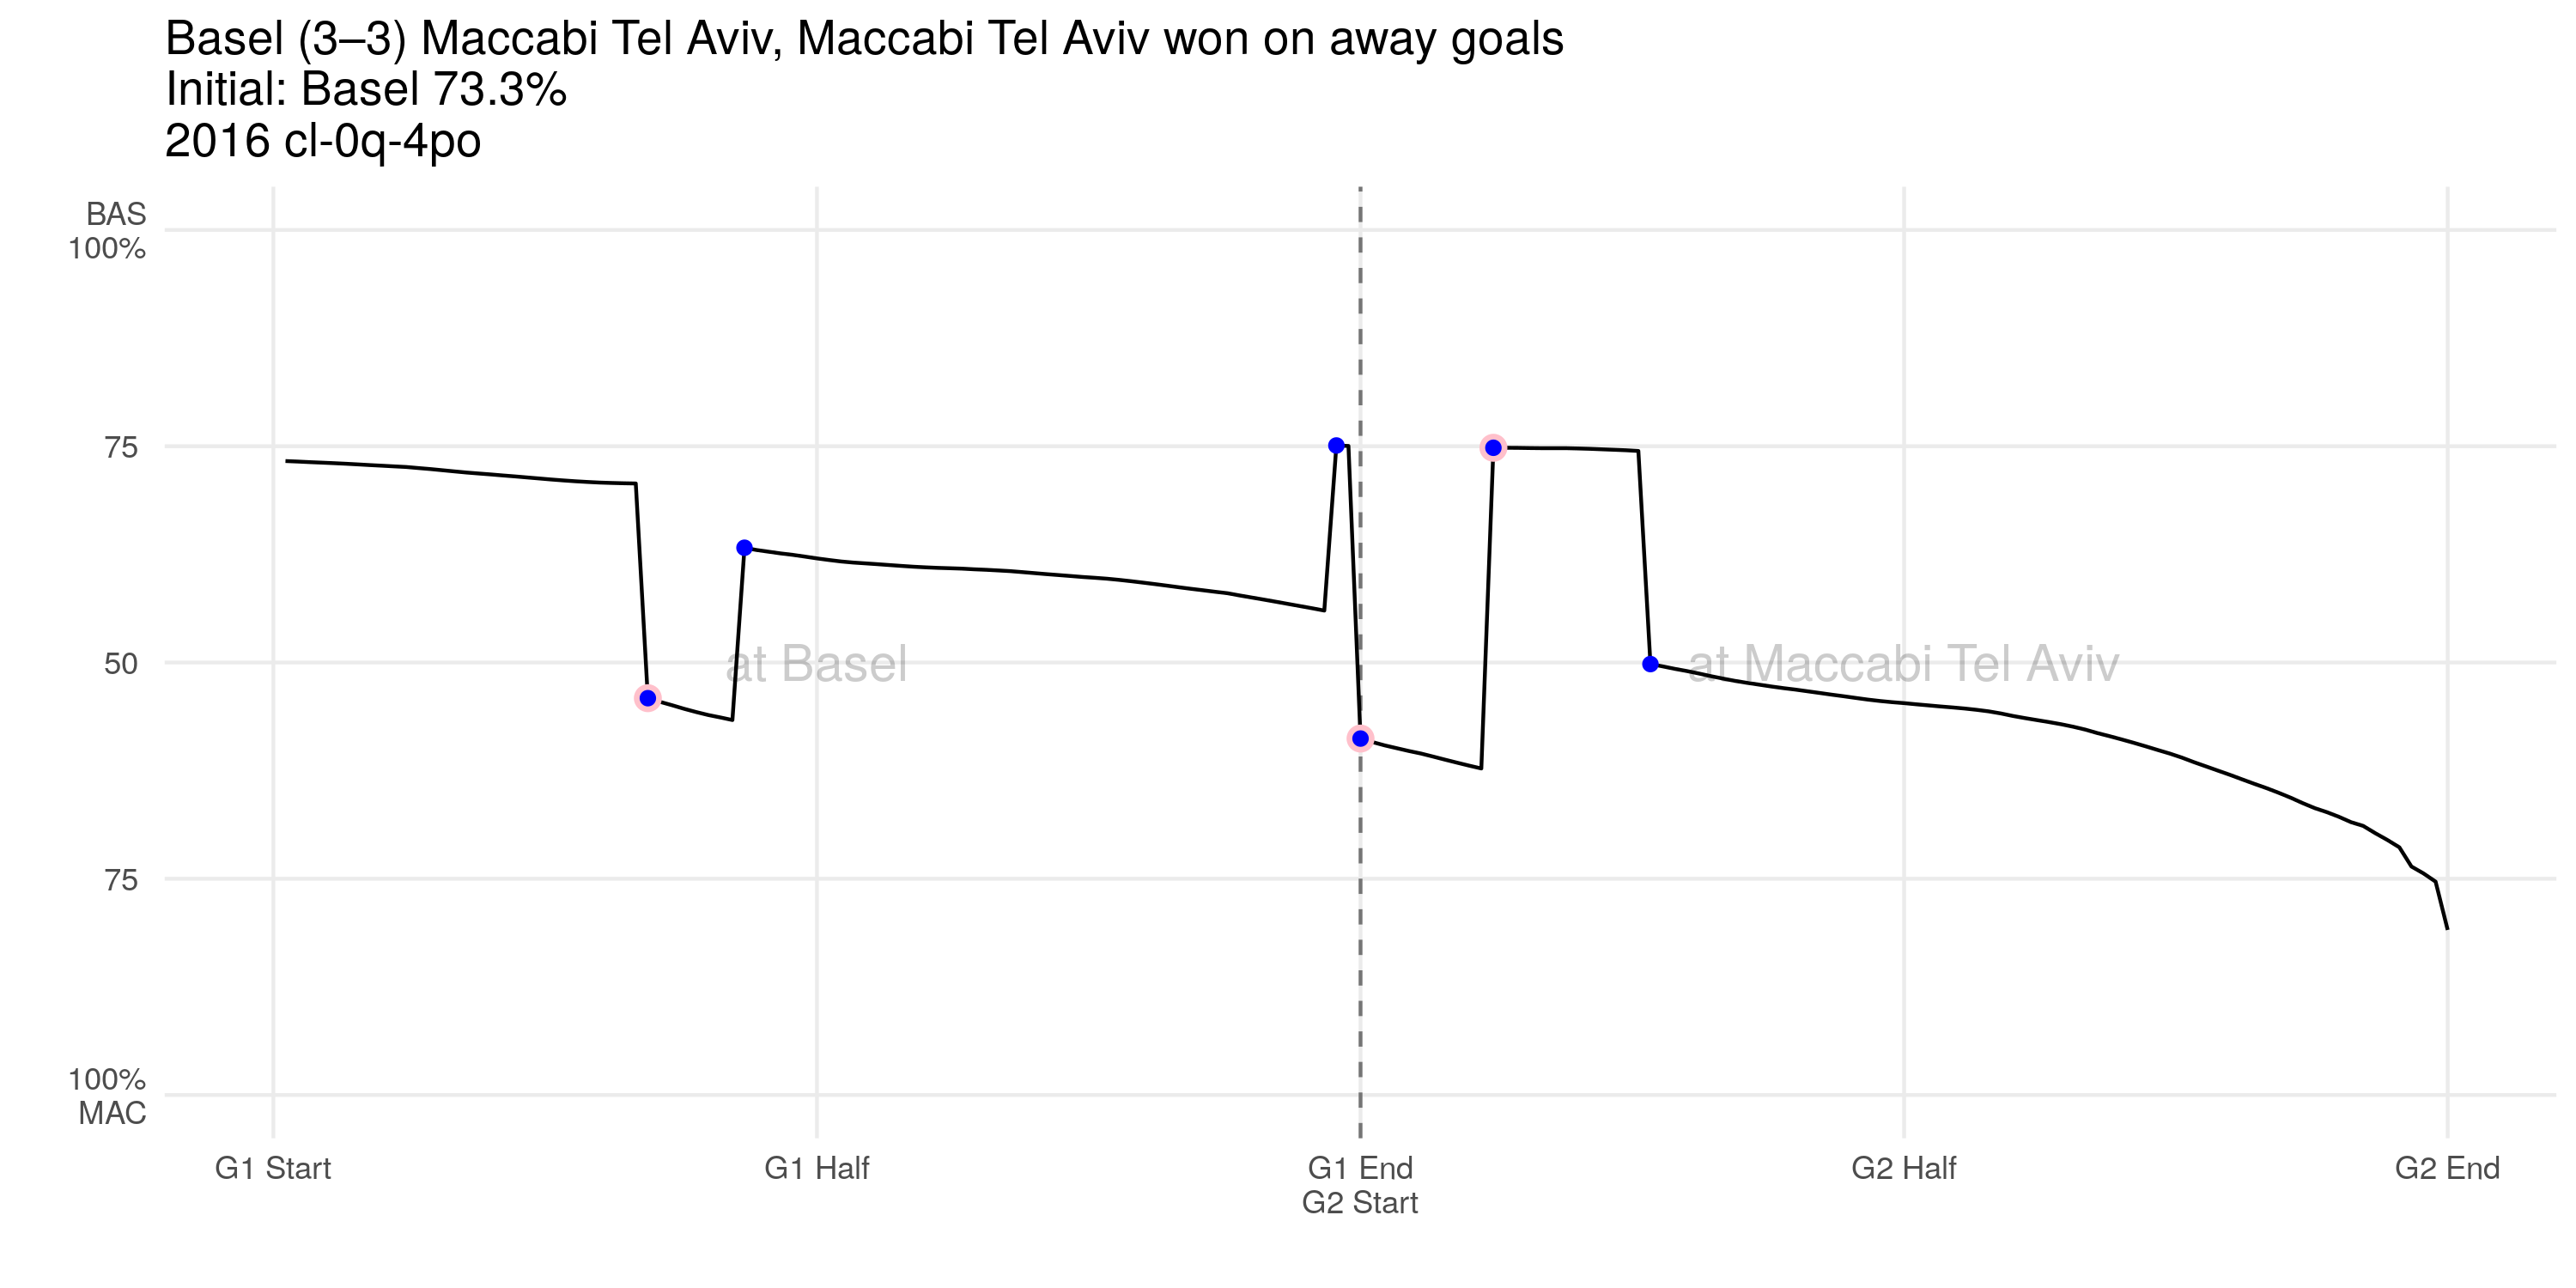 Basel (3–3) Maccabi Tel Aviv, Maccabi Tel Aviv won on away goals
Initial: Basel 73.3%
2016 cl-0q-4po
BAS
100%
75
50
75
100%
MAC
at Basel
at Maccabi Tel Aviv
G1 Start
G1 Half
G1 End
G2 Start
G2 Half
G2 End